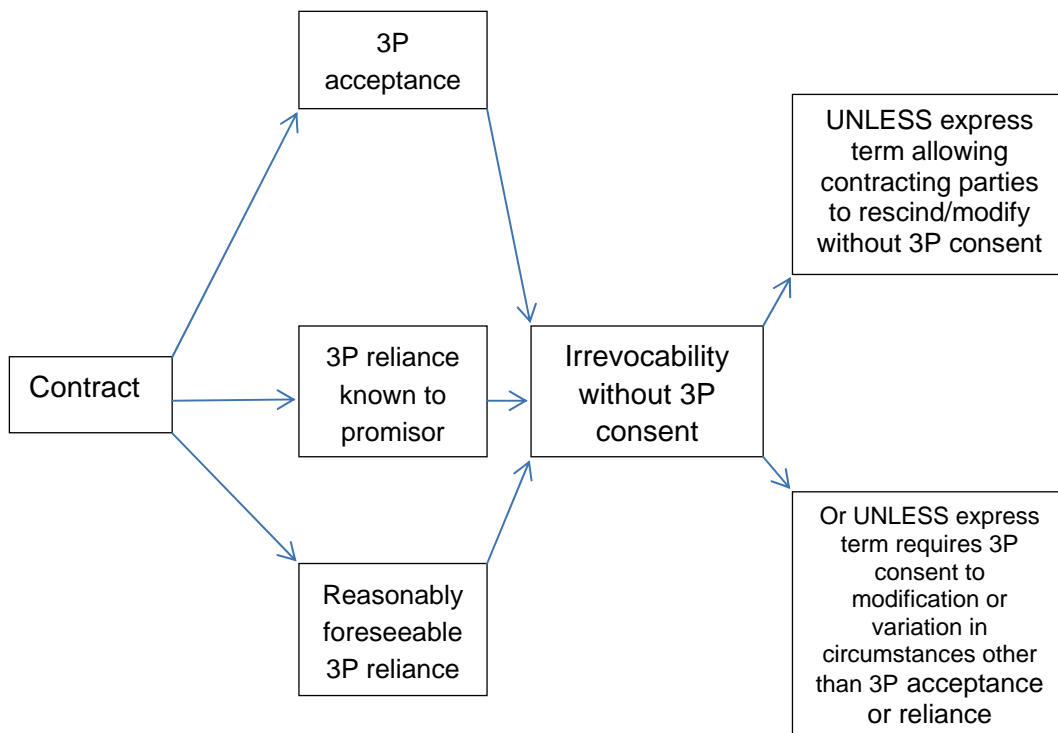 Contract
3P
acceptance
3P reliance
known to
promisor
Reasonably
foreseeable
3P reliance
Irrevocability
without 3P
consent
UNLESS express
term allowing
contracting parties
to rescind/modify
without 3P consent
Or UNLESS express
term requires 3P
consent to
modification or
variation in
circumstances other
than 3P acceptance
or reliance